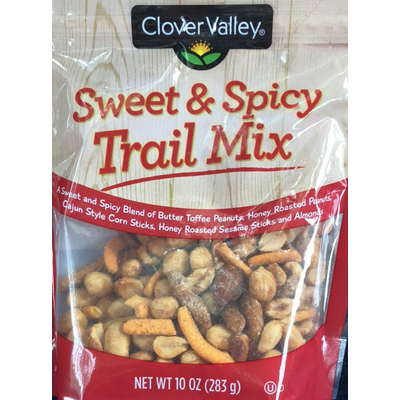 Clover Valley®
Sweet & Spicy
Trail Mix
A Sweet and Spicy Blend of Butter Toffee Peanuts, Honey Roasted Peanuts,
Cajun Style Corn Sticks, Honey Roasted Sesame Sticks and Almonds
NET WT 10 OZ (283 g)
U D